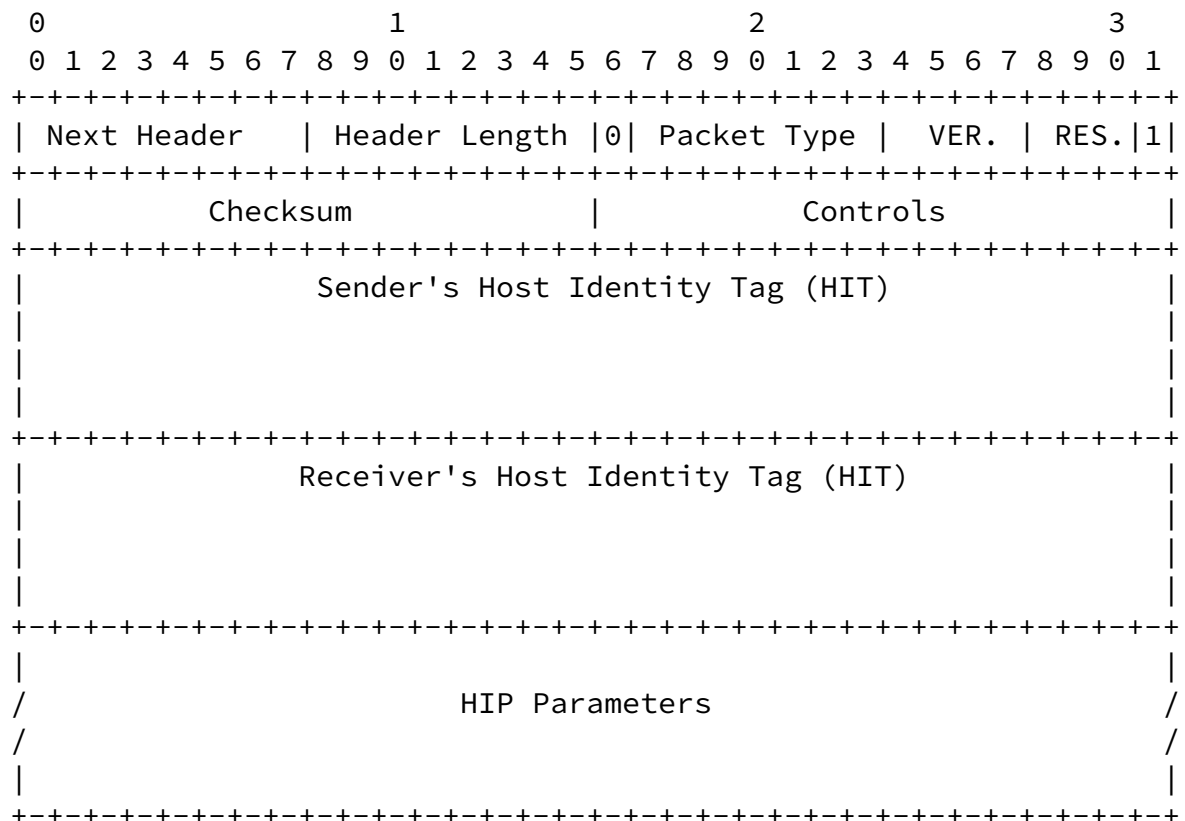 0                   1                   2                   3
 0 1 2 3 4 5 6 7 8 9 0 1 2 3 4 5 6 7 8 9 0 1 2 3 4 5 6 7 8 9 0 1
+-+-+-+-+-+-+-+-+-+-+-+-+-+-+-+-+-+-+-+-+-+-+-+-+-+-+-+-+-+-+-+-+
| Next Header   | Header Length |0| Packet Type |  VER. | RES.|1|
+-+-+-+-+-+-+-+-+-+-+-+-+-+-+-+-+-+-+-+-+-+-+-+-+-+-+-+-+-+-+-+-+
|          Checksum             |           Controls            |
+-+-+-+-+-+-+-+-+-+-+-+-+-+-+-+-+-+-+-+-+-+-+-+-+-+-+-+-+-+-+-+-+
|                Sender's Host Identity Tag (HIT)               |
|                                                               |
|                                                               |
|                                                               |
+-+-+-+-+-+-+-+-+-+-+-+-+-+-+-+-+-+-+-+-+-+-+-+-+-+-+-+-+-+-+-+-+
|               Receiver's Host Identity Tag (HIT)              |
|                                                               |
|                                                               |
|                                                               |
+-+-+-+-+-+-+-+-+-+-+-+-+-+-+-+-+-+-+-+-+-+-+-+-+-+-+-+-+-+-+-+-+
|                                                               |
/                        HIP Parameters                         /
/                                                               /
|                                                               |
+-+-+-+-+-+-+-+-+-+-+-+-+-+-+-+-+-+-+-+-+-+-+-+-+-+-+-+-+-+-+-+-+